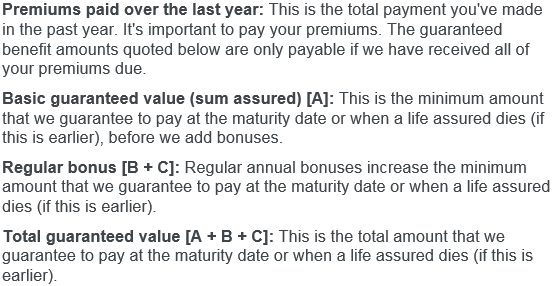 Premiums paid over the last year: This is the total payment you've made
in the past year. It's important to pay your premiums. The guaranteed
benefit amounts quoted below are only payable if we have received all of
your premiums due.
Basic guaranteed value (sum assured) [A]: This is the minimum amount
that we guarantee to pay at the maturity date or when a life assured dies (if
this is earlier), before we add bonuses.
Regular bonus [B + C]: Regular annual bonuses increase the minimum
amount that we guarantee to pay at the maturity date or when a life assured
dies (if this is earlier).
Total guaranteed value [A + B + C]: This is the total amount that we
guarantee to pay at the maturity date or when a life assured dies (if this is
earlier).